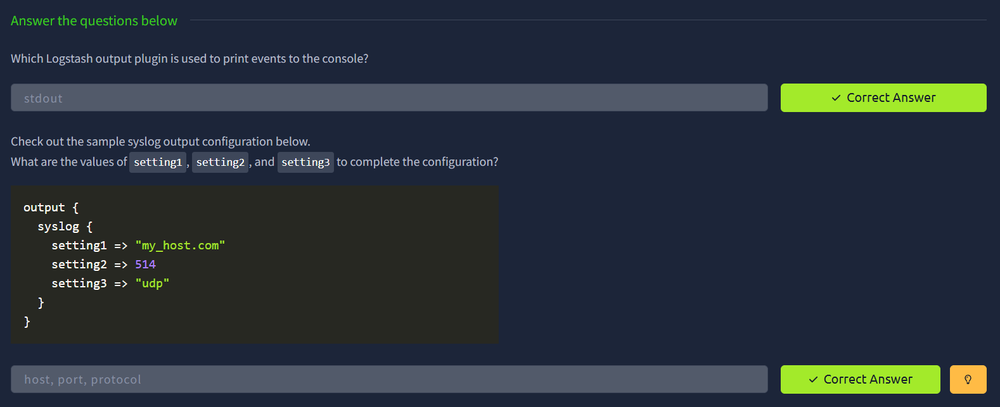 Answer the questions below
Which Logstash output plugin is used to print events to the console?
stdout
✓ Correct Answer
Check out the sample syslog output configuration below.
What are the values of setting1, setting2, and setting3 to complete the configuration?
output {
  syslog {
    setting1 => "my_host.com"
    setting2 => 514
    setting3 => "udp"
  }
}
host, port, protocol
✓ Correct Answer